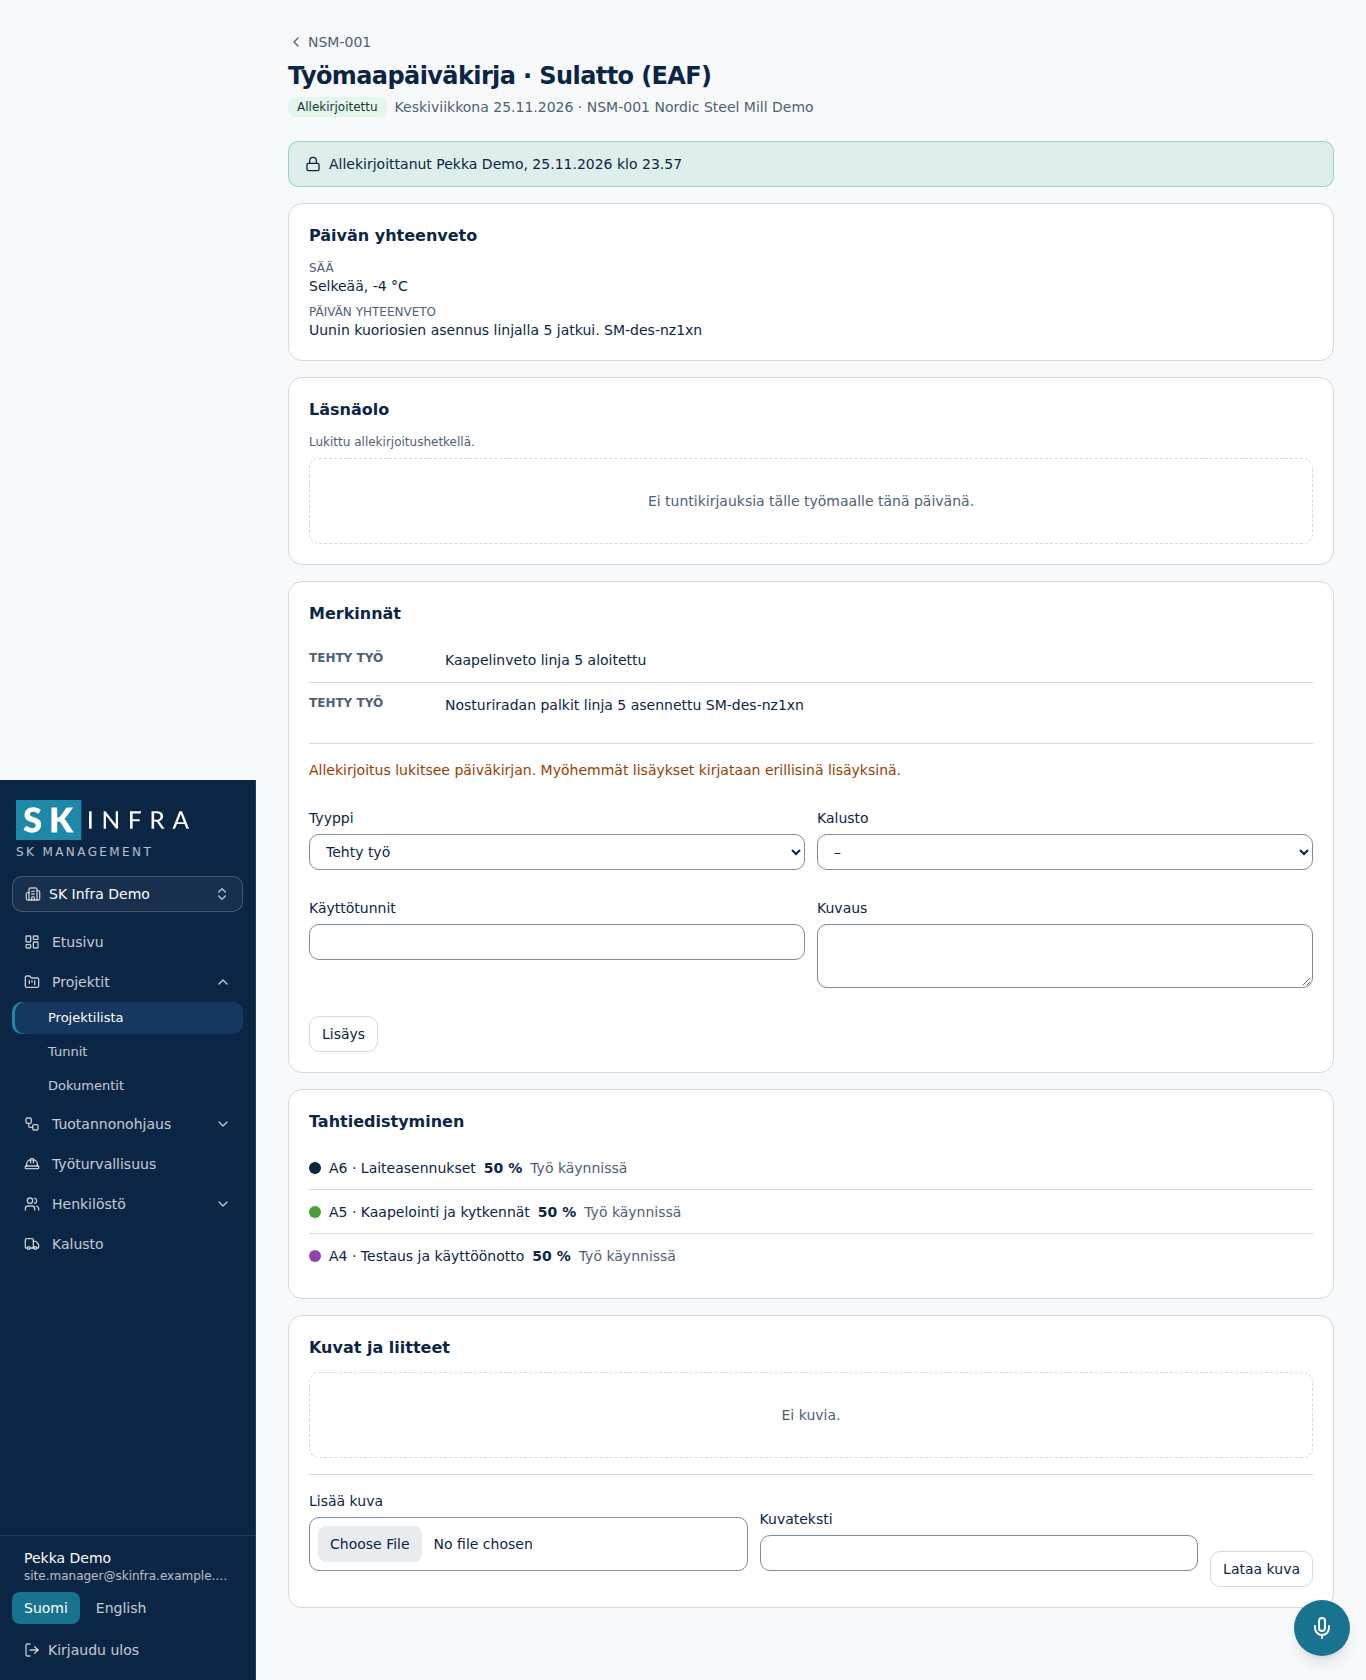 NSM-001
Työmaapäiväkirja · Sulatto (EAF)
Allekirjoitettu Keskiviikkona 25.11.2026 · NSM-001 Nordic Steel Mill Demo
Allekirjoittanut Pekka Demo, 25.11.2026 klo 23.57
Päivän yhteenveto
SÄÄ
Selkeää, -4 °C
PÄIVÄN YHTEENVETO
Uunin kuoriosien asennus linjalla 5 jatkui. SM-des-nz1xn
Läsnäolo
Lukittu allekirjoitushetkellä.
Ei tuntikirjauksia tälle työmaalle tänä päivänä.
Merkinnät
TEHTY TYÖ Kaapelinveto linja 5 aloitettu
TEHTY TYÖ Nosturiradan palkit linja 5 asennettu SM-des-nz1xn
Allekirjoitus lukitsee päiväkirjan. Myöhemmät lisäykset kirjataan erillisinä lisäyksinä.
Tyyppi Kalusto
Tehty työ –
Käyttötunnit Kuvaus
Lisäys
Tahtiedistyminen
A6 · Laiteasennukset 50 % Työ käynnissä
A5 · Kaapelointi ja kytkennät 50 % Työ käynnissä
A4 · Testaus ja käyttöönotto 50 % Työ käynnissä
Kuvat ja liitteet
Ei kuvia.
Lisää kuva
Kuvateksti
Choose File No file chosen
Lataa kuva
SK INFRA
SK MANAGEMENT
SK Infra Demo
Etusivu
Projektit
Projektilista
Tunnit
Dokumentit
Tuotannonohjaus
Työturvallisuus
Henkilöstö
Kalusto
Pekka Demo
site.manager@skinfra.example....
Suomi English
Kirjaudu ulos